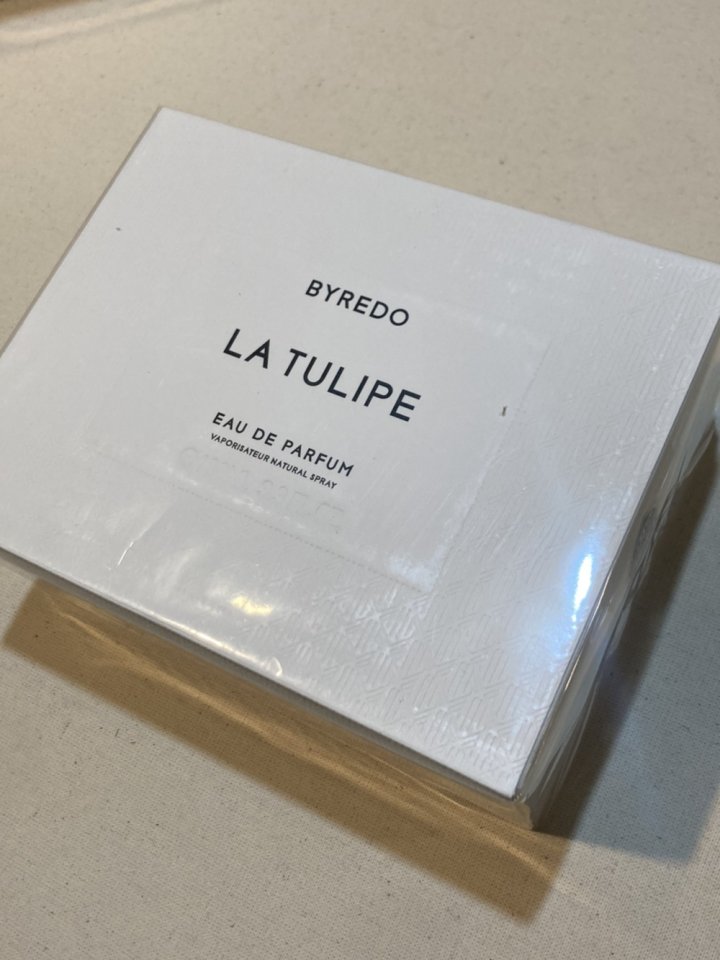 BYREDO
LA TULIPE
EAU DE PARFUM
VAPORISATEUR NATURAL SPRAY